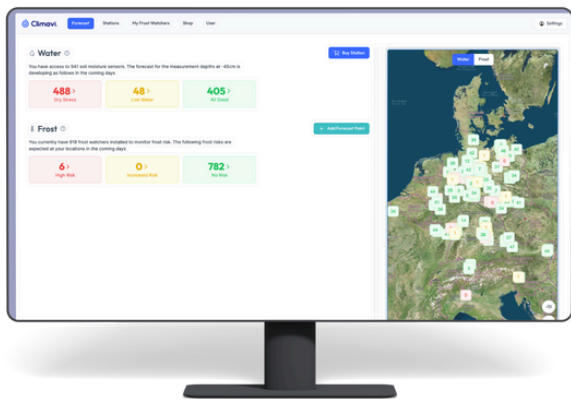 Climavi.
Forecast
Stations
My Frost Watchers
Shop
User
Settings
Water
Buy Station
You have access to 941 soil moisture sensors. The forecast for the measurement depths at -45cm is
developing as follows in the coming days
488 >
Dry Stress
48 >
Low Water
405 >
All Good
Frost
+ Add Forecast Point
You currently have 818 frost watchers installed to monitor frost risk. The following frost risks are
expected at your locations in the coming days
6 >
High Risk
0 >
Increased Risk
782 >
No Risk
Water
Frost